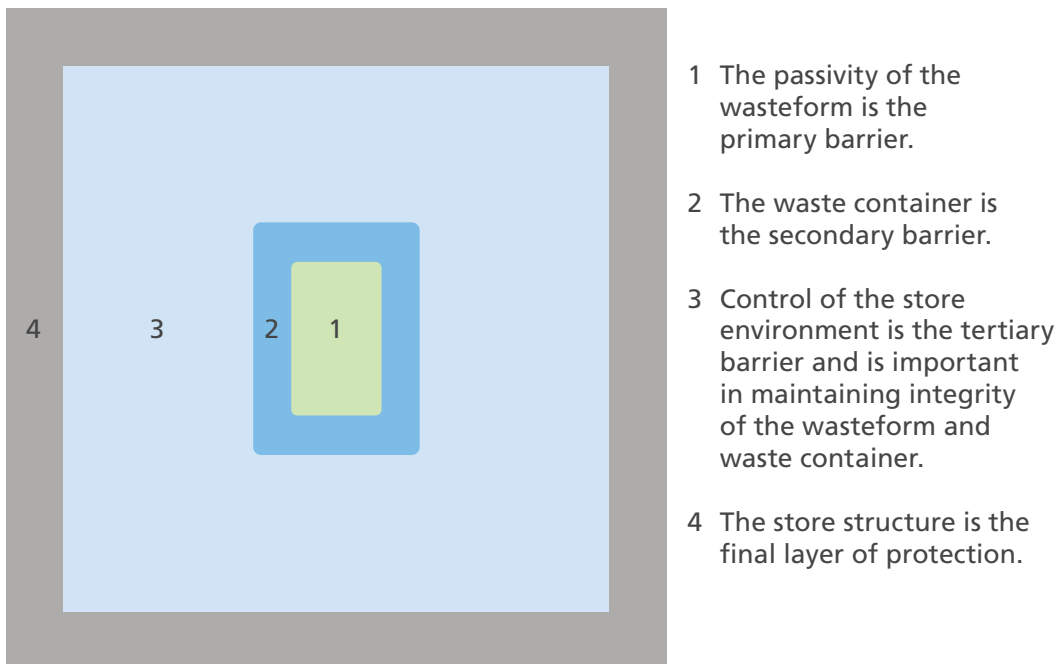 4 3 2 1
1 The passivity of the
wasteform is the
primary barrier.
2 The waste container is
the secondary barrier.
3 Control of the store
environment is the tertiary
barrier and is important
in maintaining integrity
of the wasteform and
waste container.
4 The store structure is the
final layer of protection.